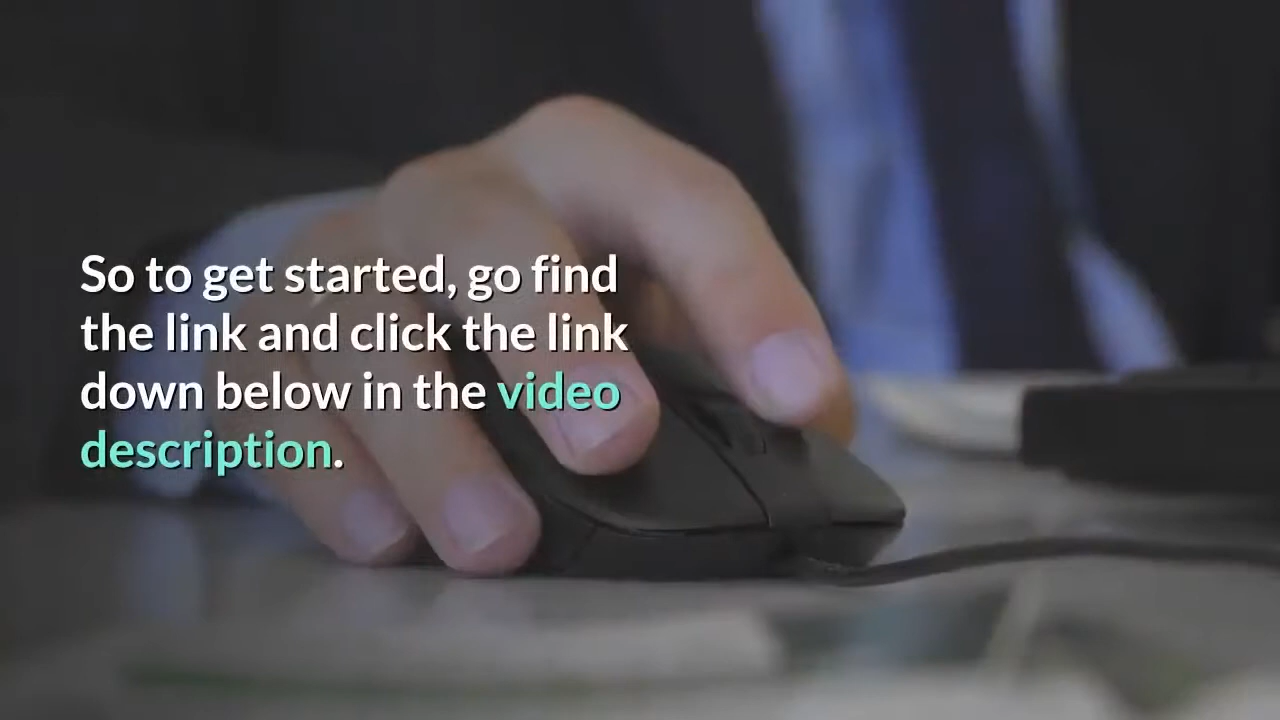 So to get started, go find
the link and click the link
down below in the video
description.